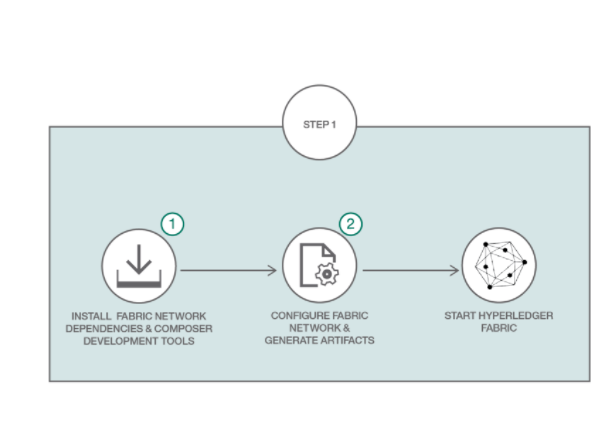 STEP 1
1
2
INSTALL FABRIC NETWORK
DEPENDENCIES & COMPOSER
DEVELOPMENT TOOLS
CONFIGURE FABRIC
NETWORK &
GENERATE ARTIFACTS
START HYPERLEDGER
FABRIC